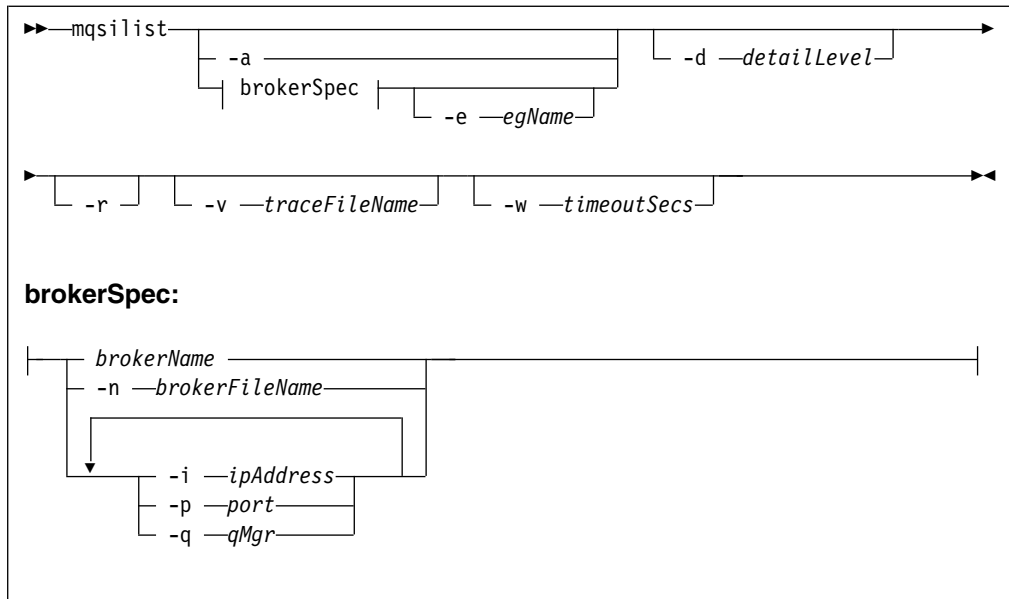 mqsilist
-a
-d detailLevel
brokerSpec
-e egName
-r
-v traceFileName
-w timeoutSecs
brokerSpec:
brokerName
-n brokerFileName
-i ipAddress
-p port
-q qMgr